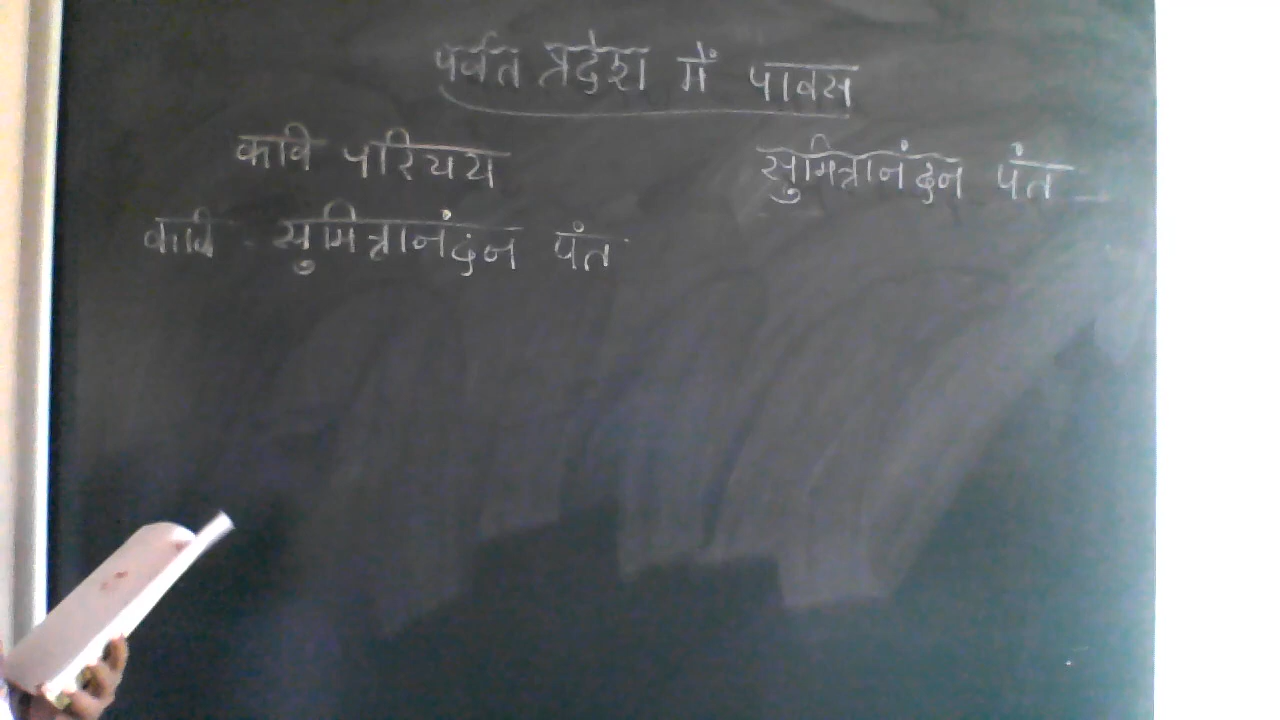 पर्वत प्रदेश में पावस
कवि परिचय
सुमित्रानंदन पंत
कवि - सुमित्रानंदन पंत